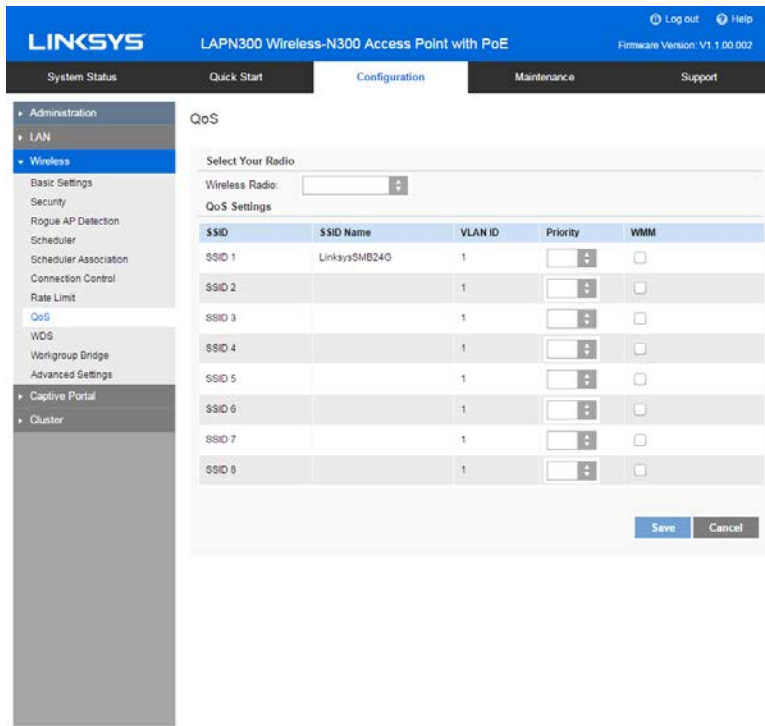 Log out Help
LINKSYS LAPN300 Wireless-N300 Access Point with PoE Firmware Version: V1.1.00.002
System Status Quick Start Configuration Maintenance Support
Administration
LAN
Wireless
Basic Settings
Security
Rogue AP Detection
Scheduler
Scheduler Association
Connection Control
Rate Limit
QoS
WDS
Workgroup Bridge
Advanced Settings
Captive Portal
Cluster
QoS
Select Your Radio
Wireless Radio:
QoS Settings
SSID SSID Name VLAN ID Priority WMM
SSID 1 LinksysSMB24G 1
SSID 2 1
SSID 3 1
SSID 4 1
SSID 5 1
SSID 6 1
SSID 7 1
SSID 8 1
Save Cancel